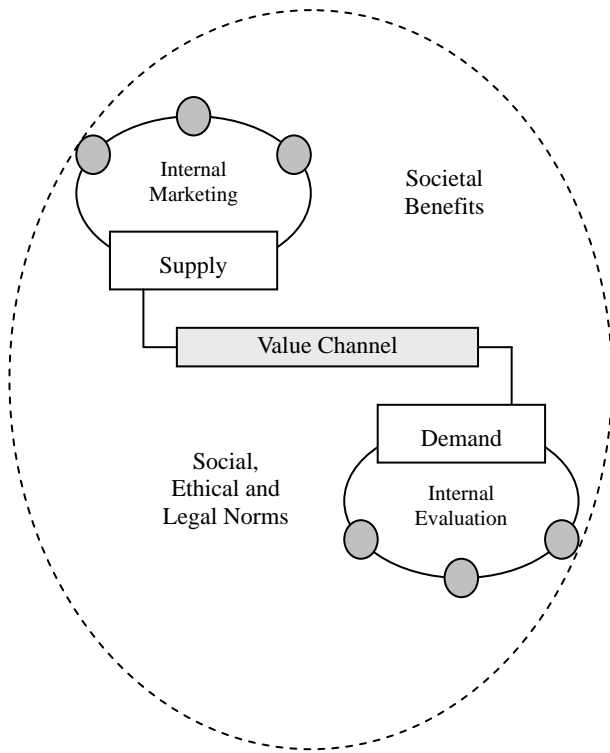 Internal
Marketing
Societal
Benefits
Supply
Value Channel
Demand
Social,
Ethical and
Legal Norms
Internal
Evaluation